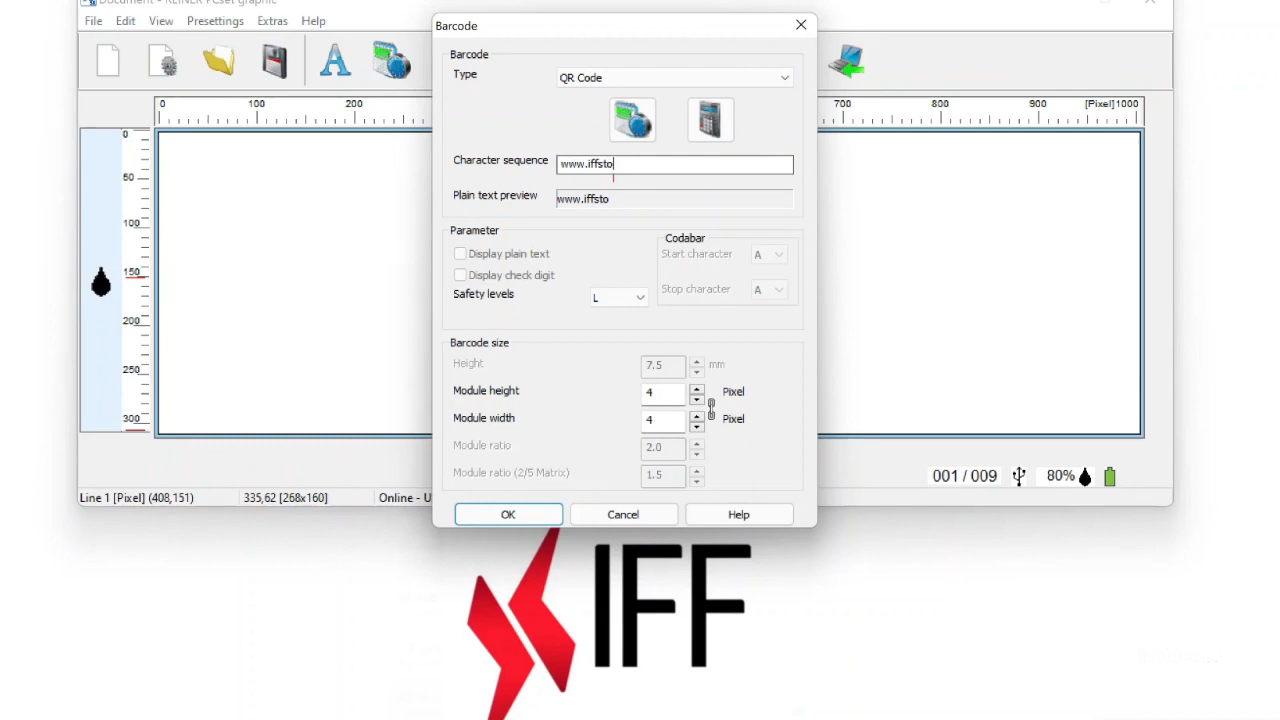 Document - REINER PCset graphic
File Edit View Presettings Extras Help
0 100 200 700 800 900 [Pixel] 1000
0
50
100
150
200
250
300
Barcode
Barcode
Type QR Code
Character sequence www.iffsto
Plain text preview www.iffsto
Parameter
Display plain text
Display check digit
Safety levels L
Codabar
Start character A
Stop character A
Barcode size
Height 7.5 mm
Module height 4 Pixel
Module width 4 Pixel
Module ratio 2.0
Module ratio (2/5 Matrix) 1.5
OK Cancel Help
001 / 009 80%
Line 1 [Pixel] (408,151) 335,62 [268x160] Online - U
IFF